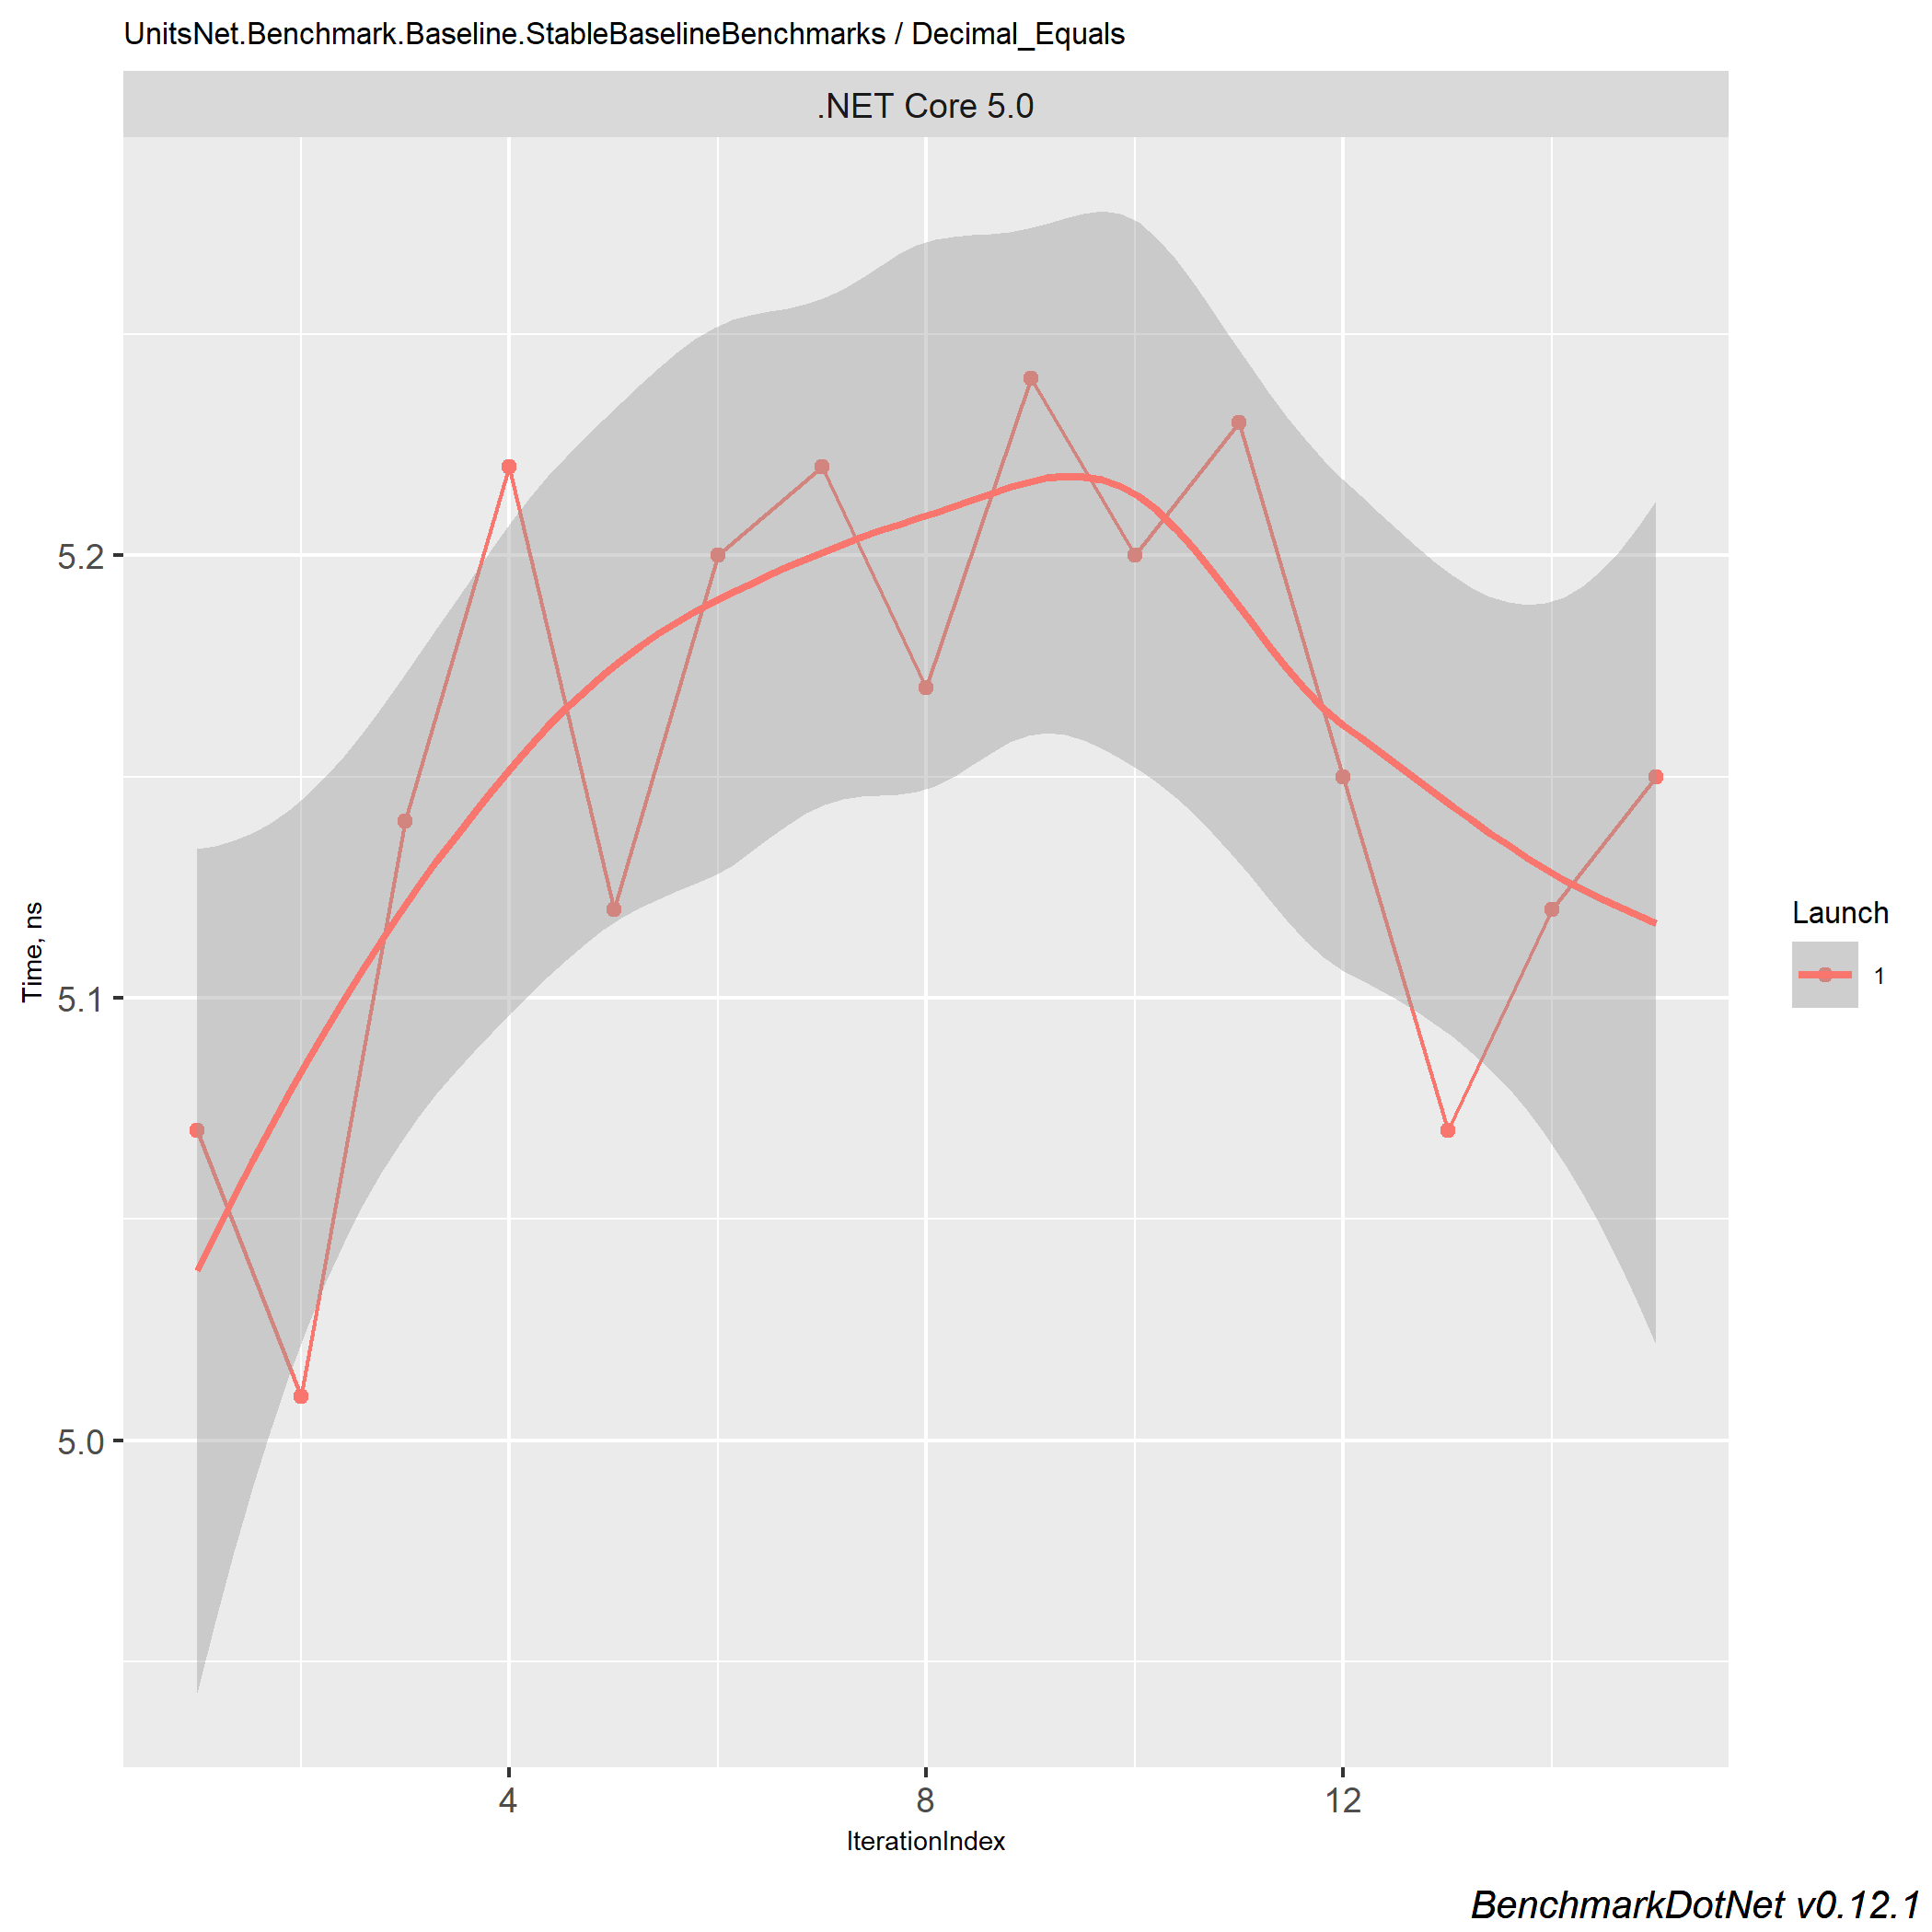 UnitsNet.Benchmark.Baseline.StableBaselineBenchmarks / Decimal_Equals
.NET Core 5.0
5.2
5.1
5.0
Time, ns
4
8
12
IterationIndex
Launch
1
BenchmarkDotNet v0.12.1